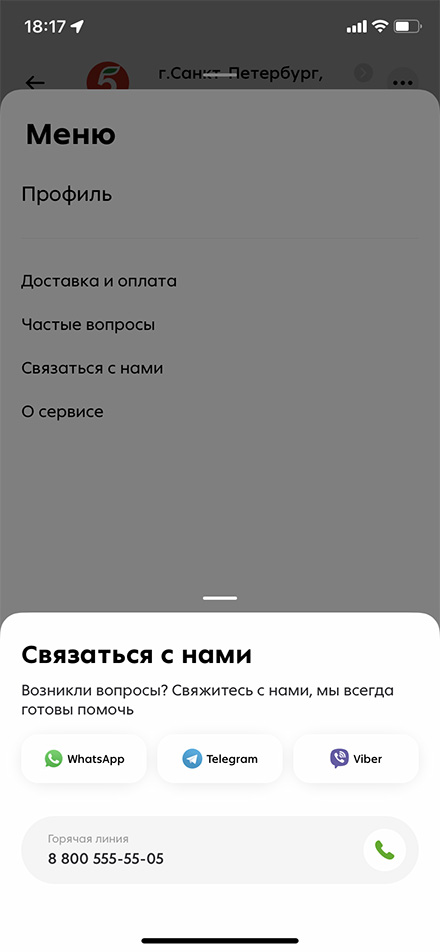 18:17
5
г.Санкт-Петербург,
Меню
Профиль
Доставка и оплата
Частые вопросы
Связаться с нами
О сервисе
Связаться с нами
Возникли вопросы? Свяжитесь с нами, мы всегда
готовы помочь
WhatsApp Telegram Viber
Горячая линия
8 800 555-55-05